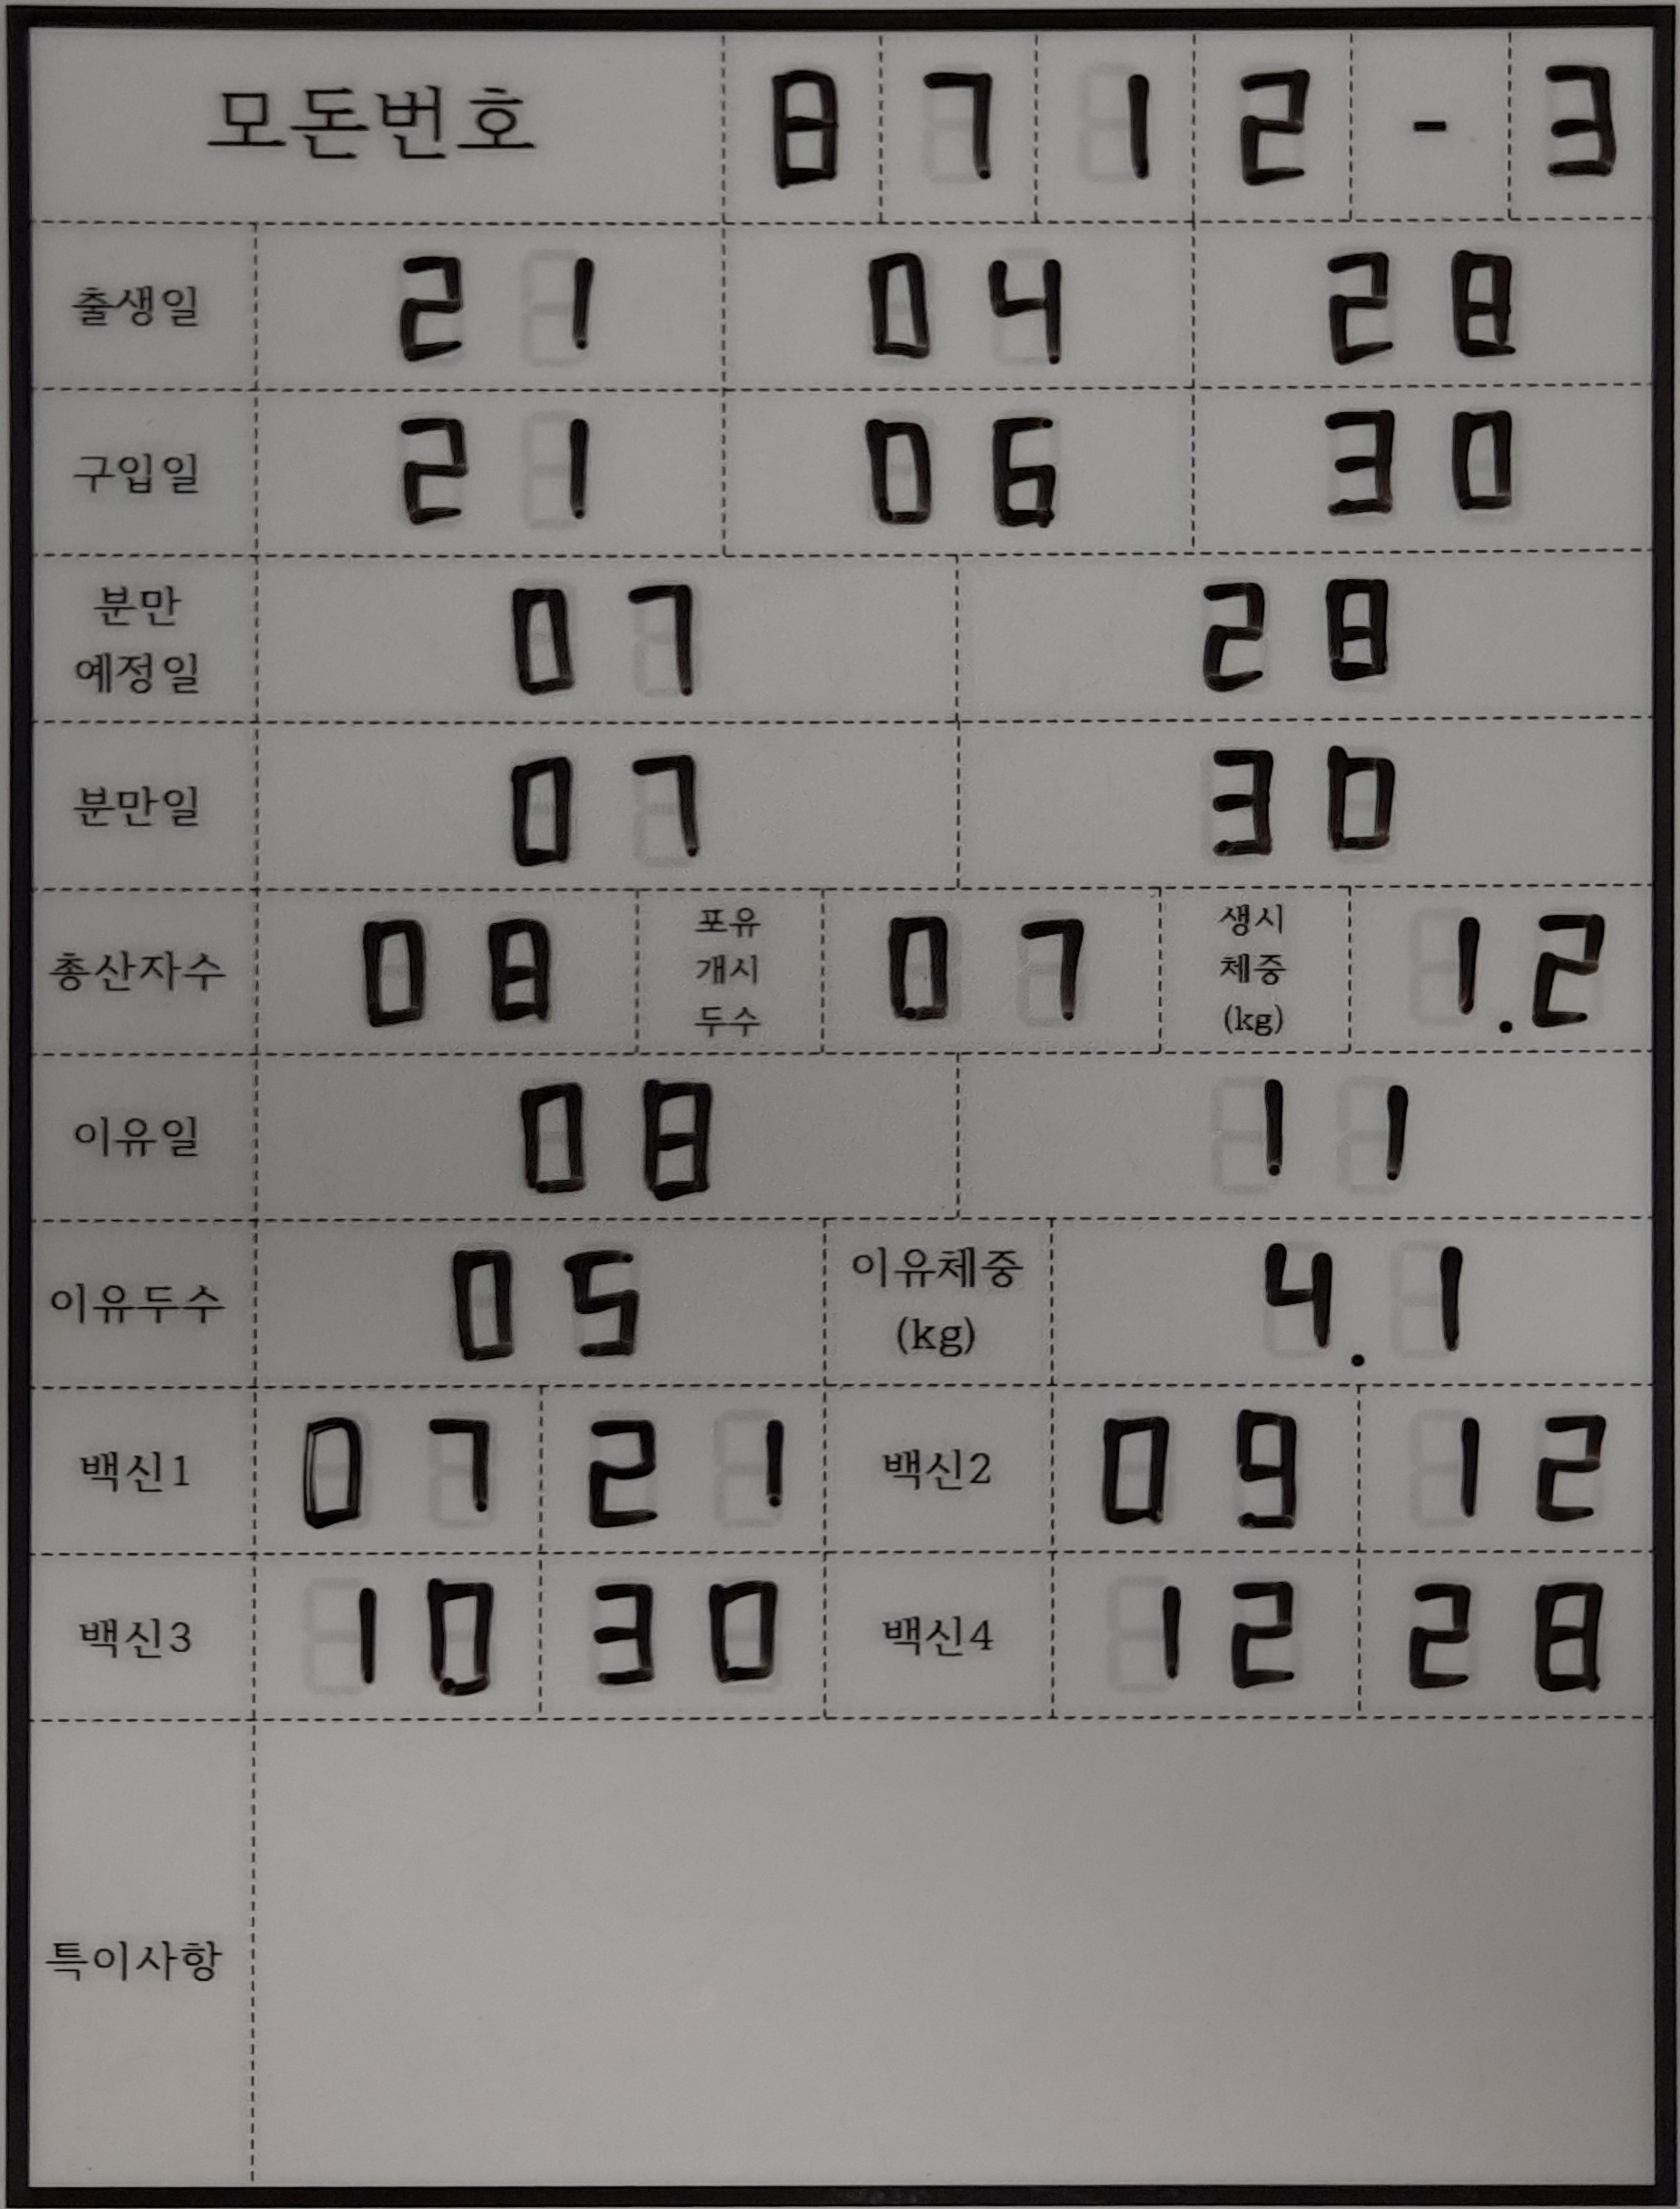 모돈번호 8 7 1 2 - 3
출생일 21 04 28
구입일 21 06 30
분만
예정일 07 28
분만일 07 30
총산자수 08 포유
개시
두수 07 생시
체중
(kg) 1.2
이유일 08 11
이유두수 05 이유체중
(kg) 4.1
백신1 07 21 백신2 09 12
백신3 10 30 백신4 12 28
특이사항